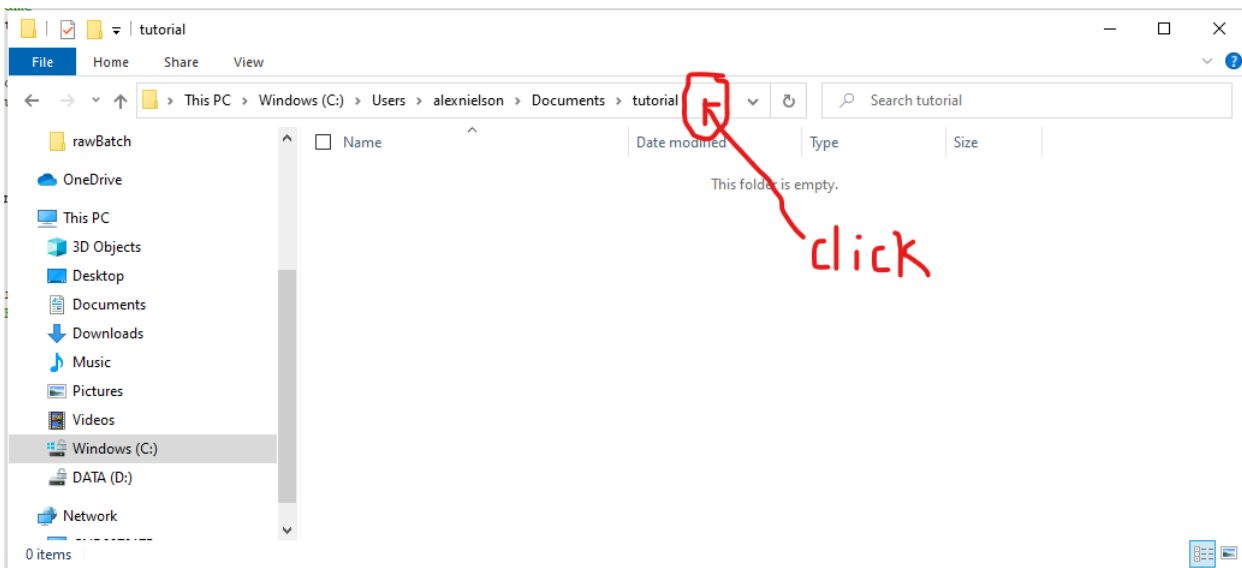 tutorial
File Home Share View
This PC > Windows (C:) > Users > alexnielson > Documents > tutorial
Search tutorial
rawBatch
Name Date modified Type Size
OneDrive
This folder is empty.
This PC
3D Objects
click
Desktop
Documents
Downloads
Music
Pictures
Videos
Windows (C:)
DATA (D:)
Network
0 items